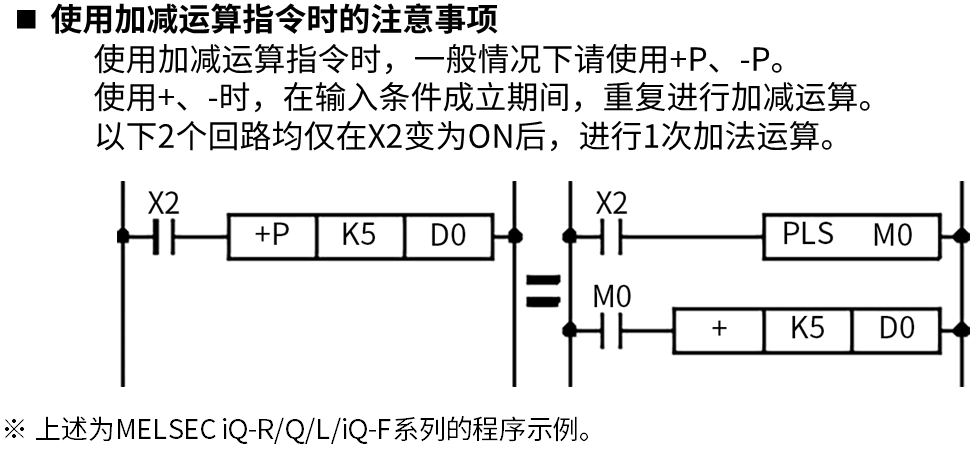 ■ 使用加减运算指令时的注意事项
使用加减运算指令时，一般情况下请使用+P、-P。
使用+、-时，在输入条件成立期间，重复进行加减运算。
以下2个回路均仅在X2变为ON后，进行1次加法运算。
X2
+P K5 D0
=
X2
PLS M0
M0
+ K5 D0
※ 上述为MELSEC iQ-R/Q/L/iQ-F系列的程序示例。